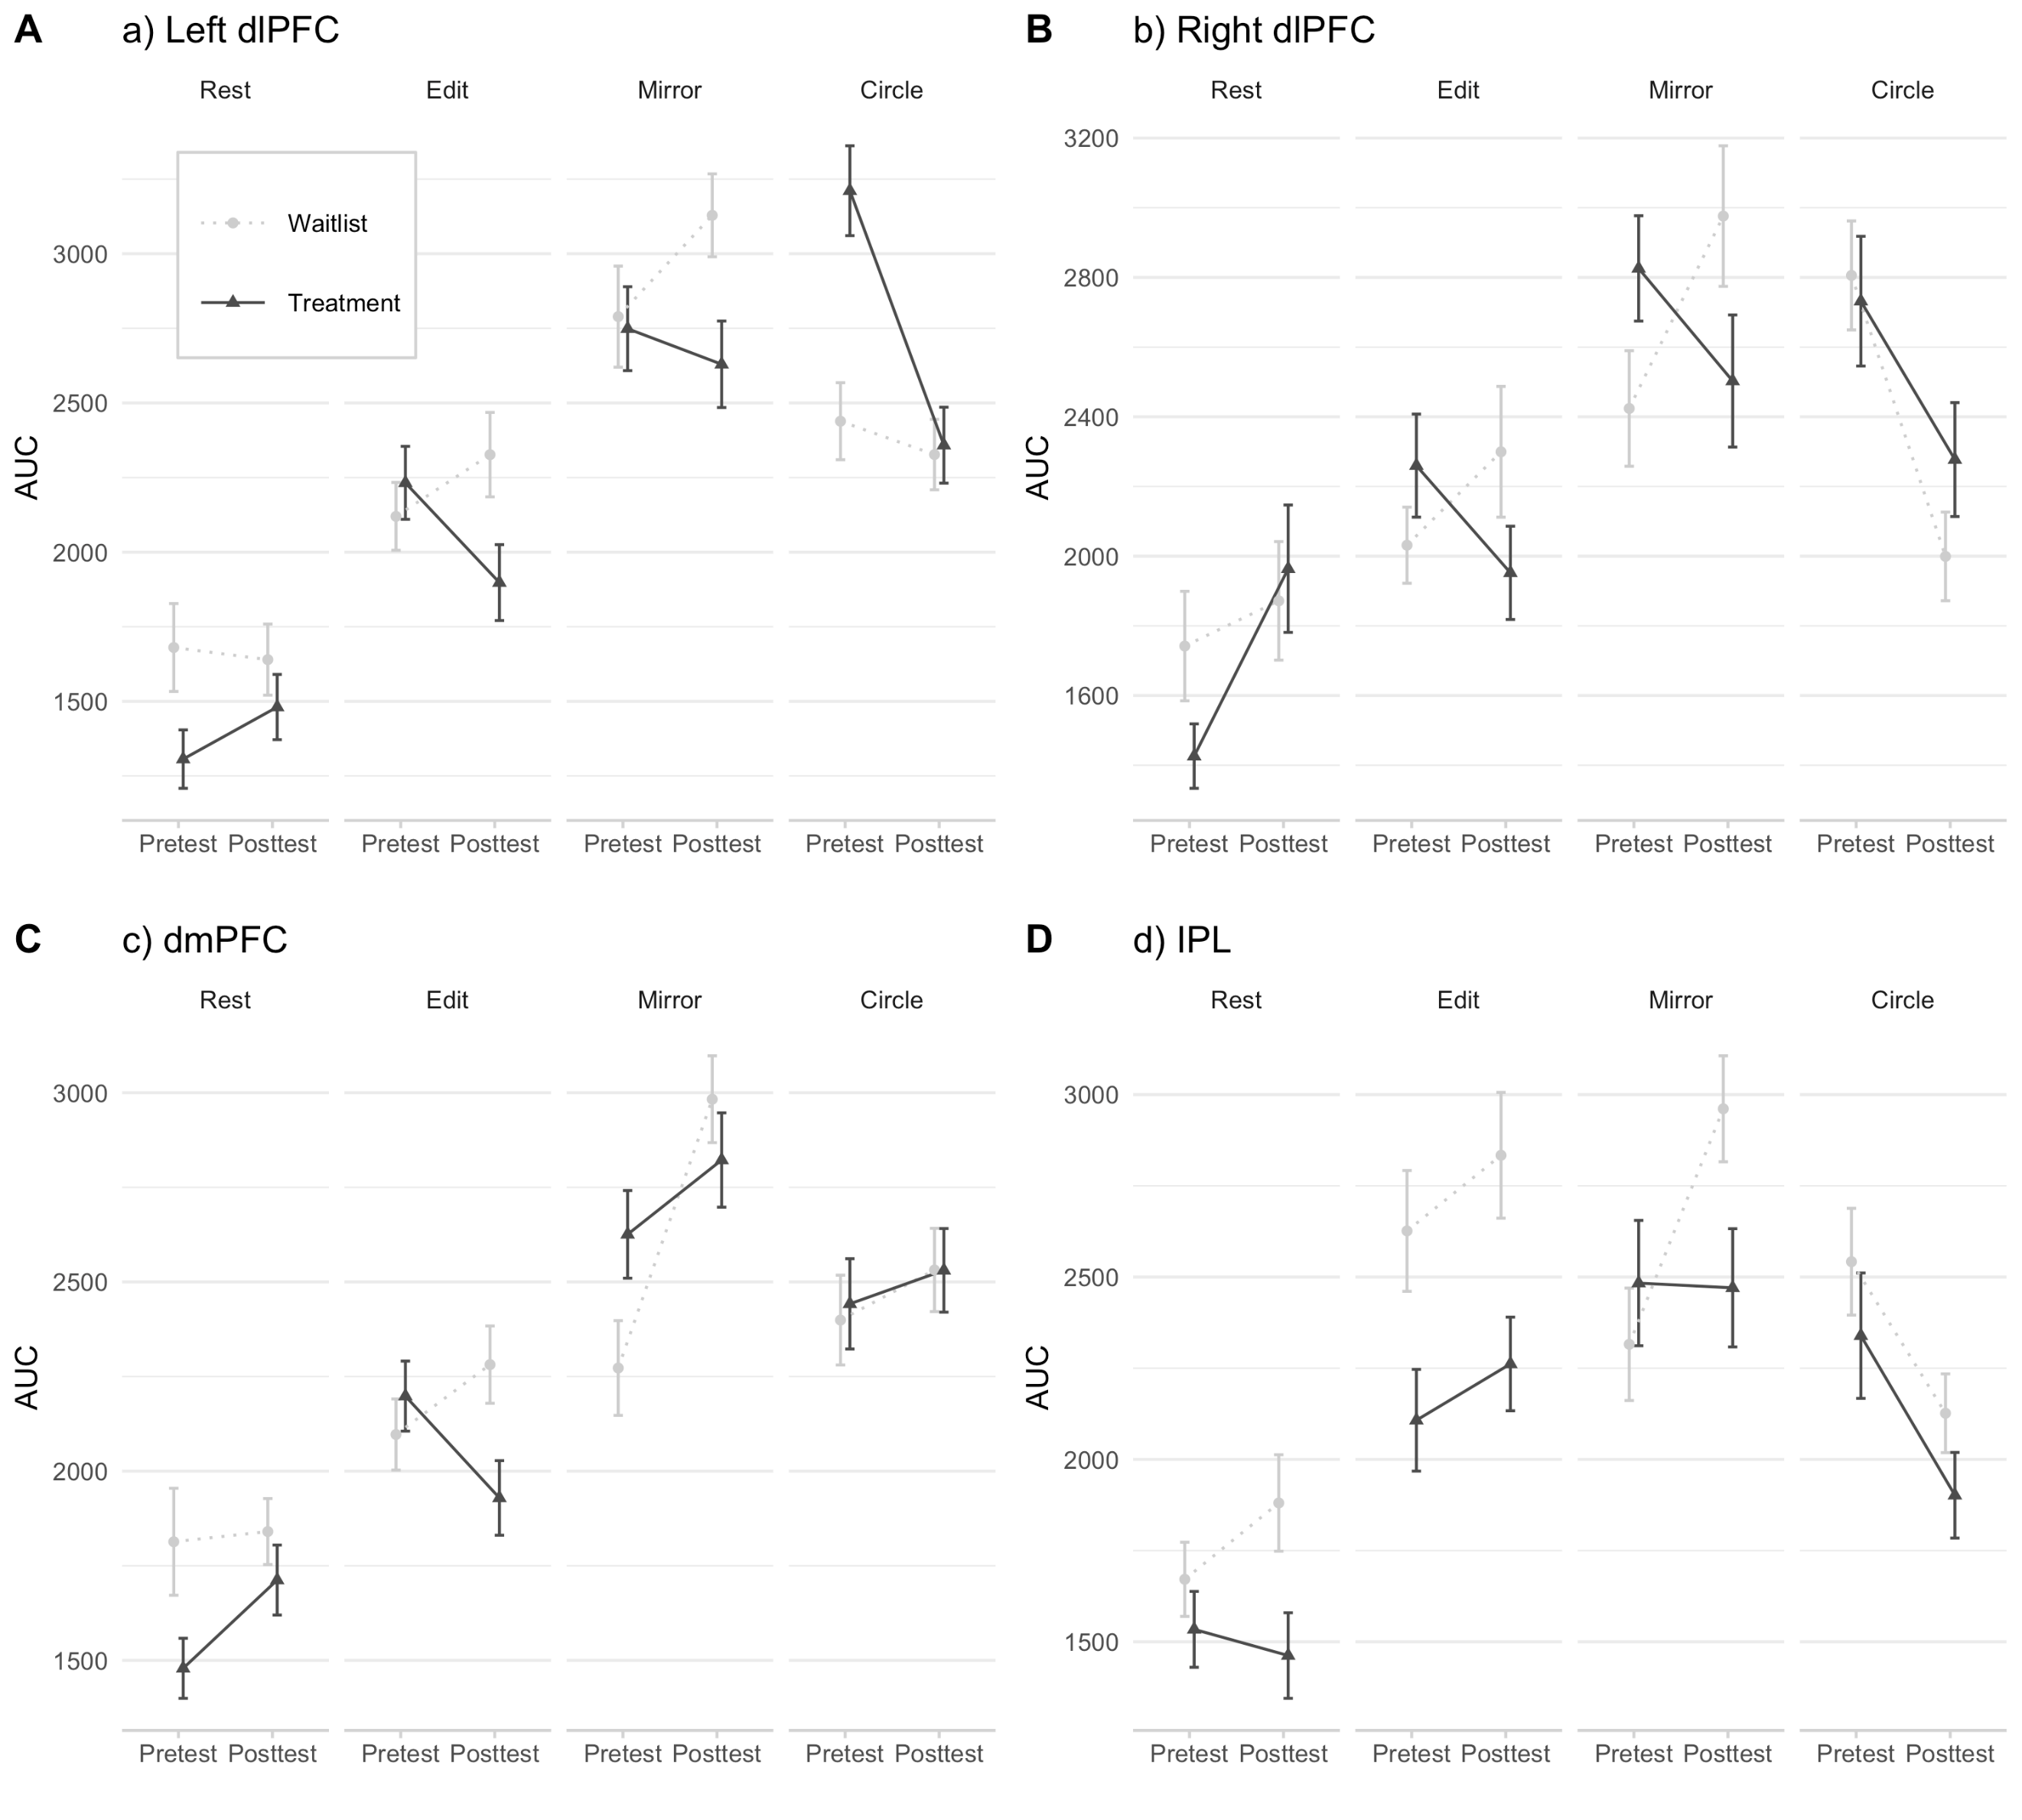 A a) Left dlPFC
Rest Edit Mirror Circle
Waitlist
Treatment
AUC
3000
2500
2000
1500
Pretest Posttest Pretest Posttest Pretest Posttest Pretest Posttest
B b) Right dlPFC
Rest Edit Mirror Circle
AUC
3200
2800
2400
2000
1600
Pretest Posttest Pretest Posttest Pretest Posttest Pretest Posttest
C c) dmPFC
Rest Edit Mirror Circle
AUC
3000
2500
2000
1500
Pretest Posttest Pretest Posttest Pretest Posttest Pretest Posttest
D d) IPL
Rest Edit Mirror Circle
AUC
3000
2500
2000
1500
Pretest Posttest Pretest Posttest Pretest Posttest Pretest Posttest